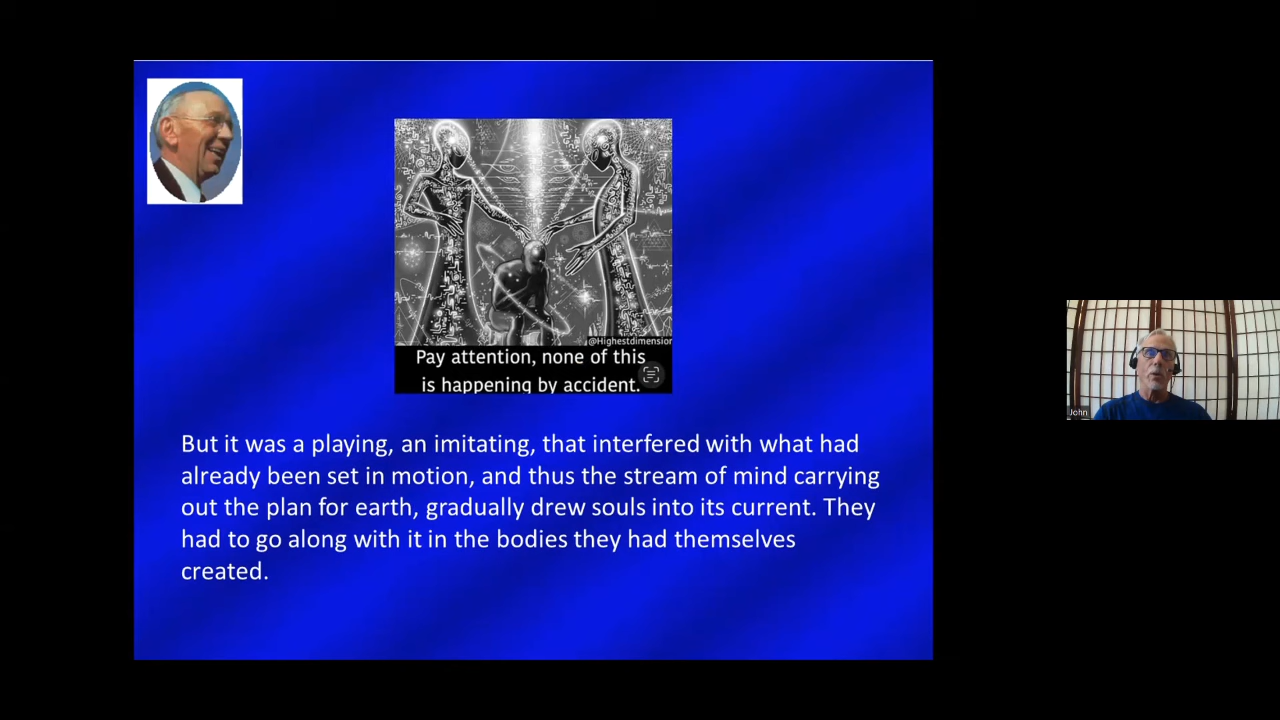 @Highestdimension
Pay attention, none of this
is happening by accident.
But it was a playing, an imitating, that interfered with what had
already been set in motion, and thus the stream of mind carrying
out the plan for earth, gradually drew souls into its current. They
had to go along with it in the bodies they had themselves
created.
John